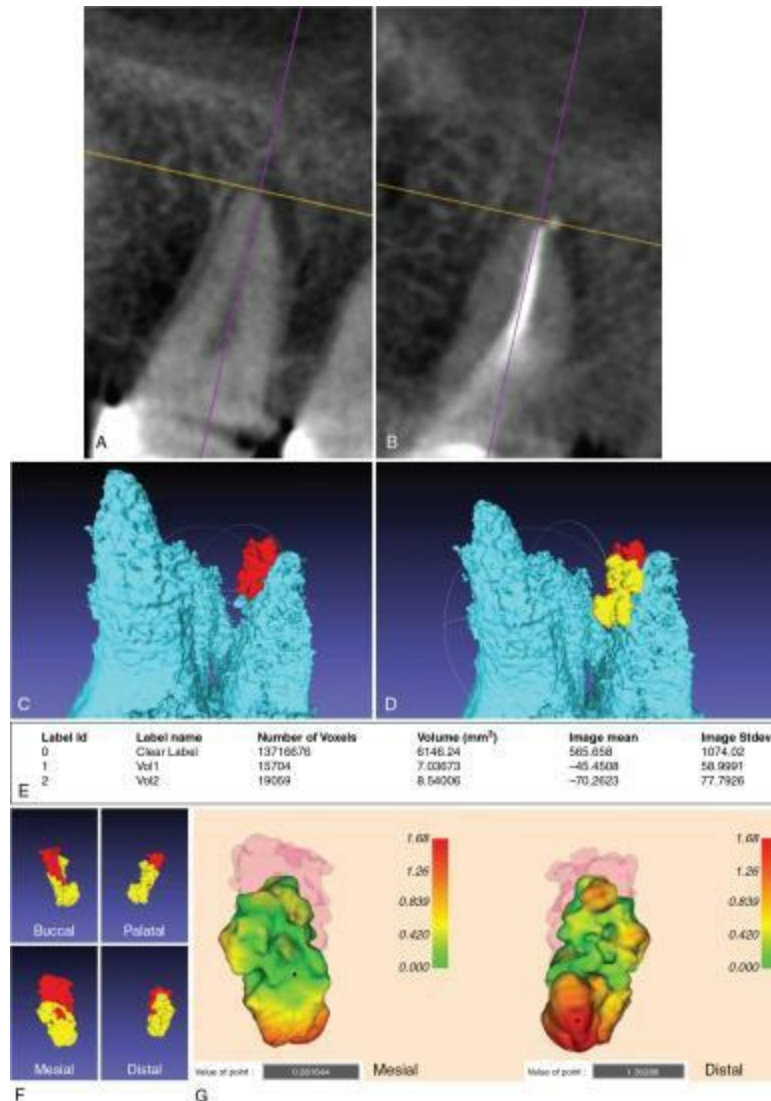 A
B
C
D
Label Id Label name Number of Voxels Volume (mm³) Image mean Image Stdev
0 Clear Label 13716676 6146.24 565.658 1074.02
1 Vol1 15704 7.03673 -45.4508 58.9991
2 Vol2 19059 8.54006 -70.2623 77.7926
E
Buccal
Palatal
Mesial
Distal
F
1.68
1.26
0.839
0.420
0.000
Value of point :
Mesial
1.68
1.26
0.839
0.420
0.000
Value of point :
Distal
G